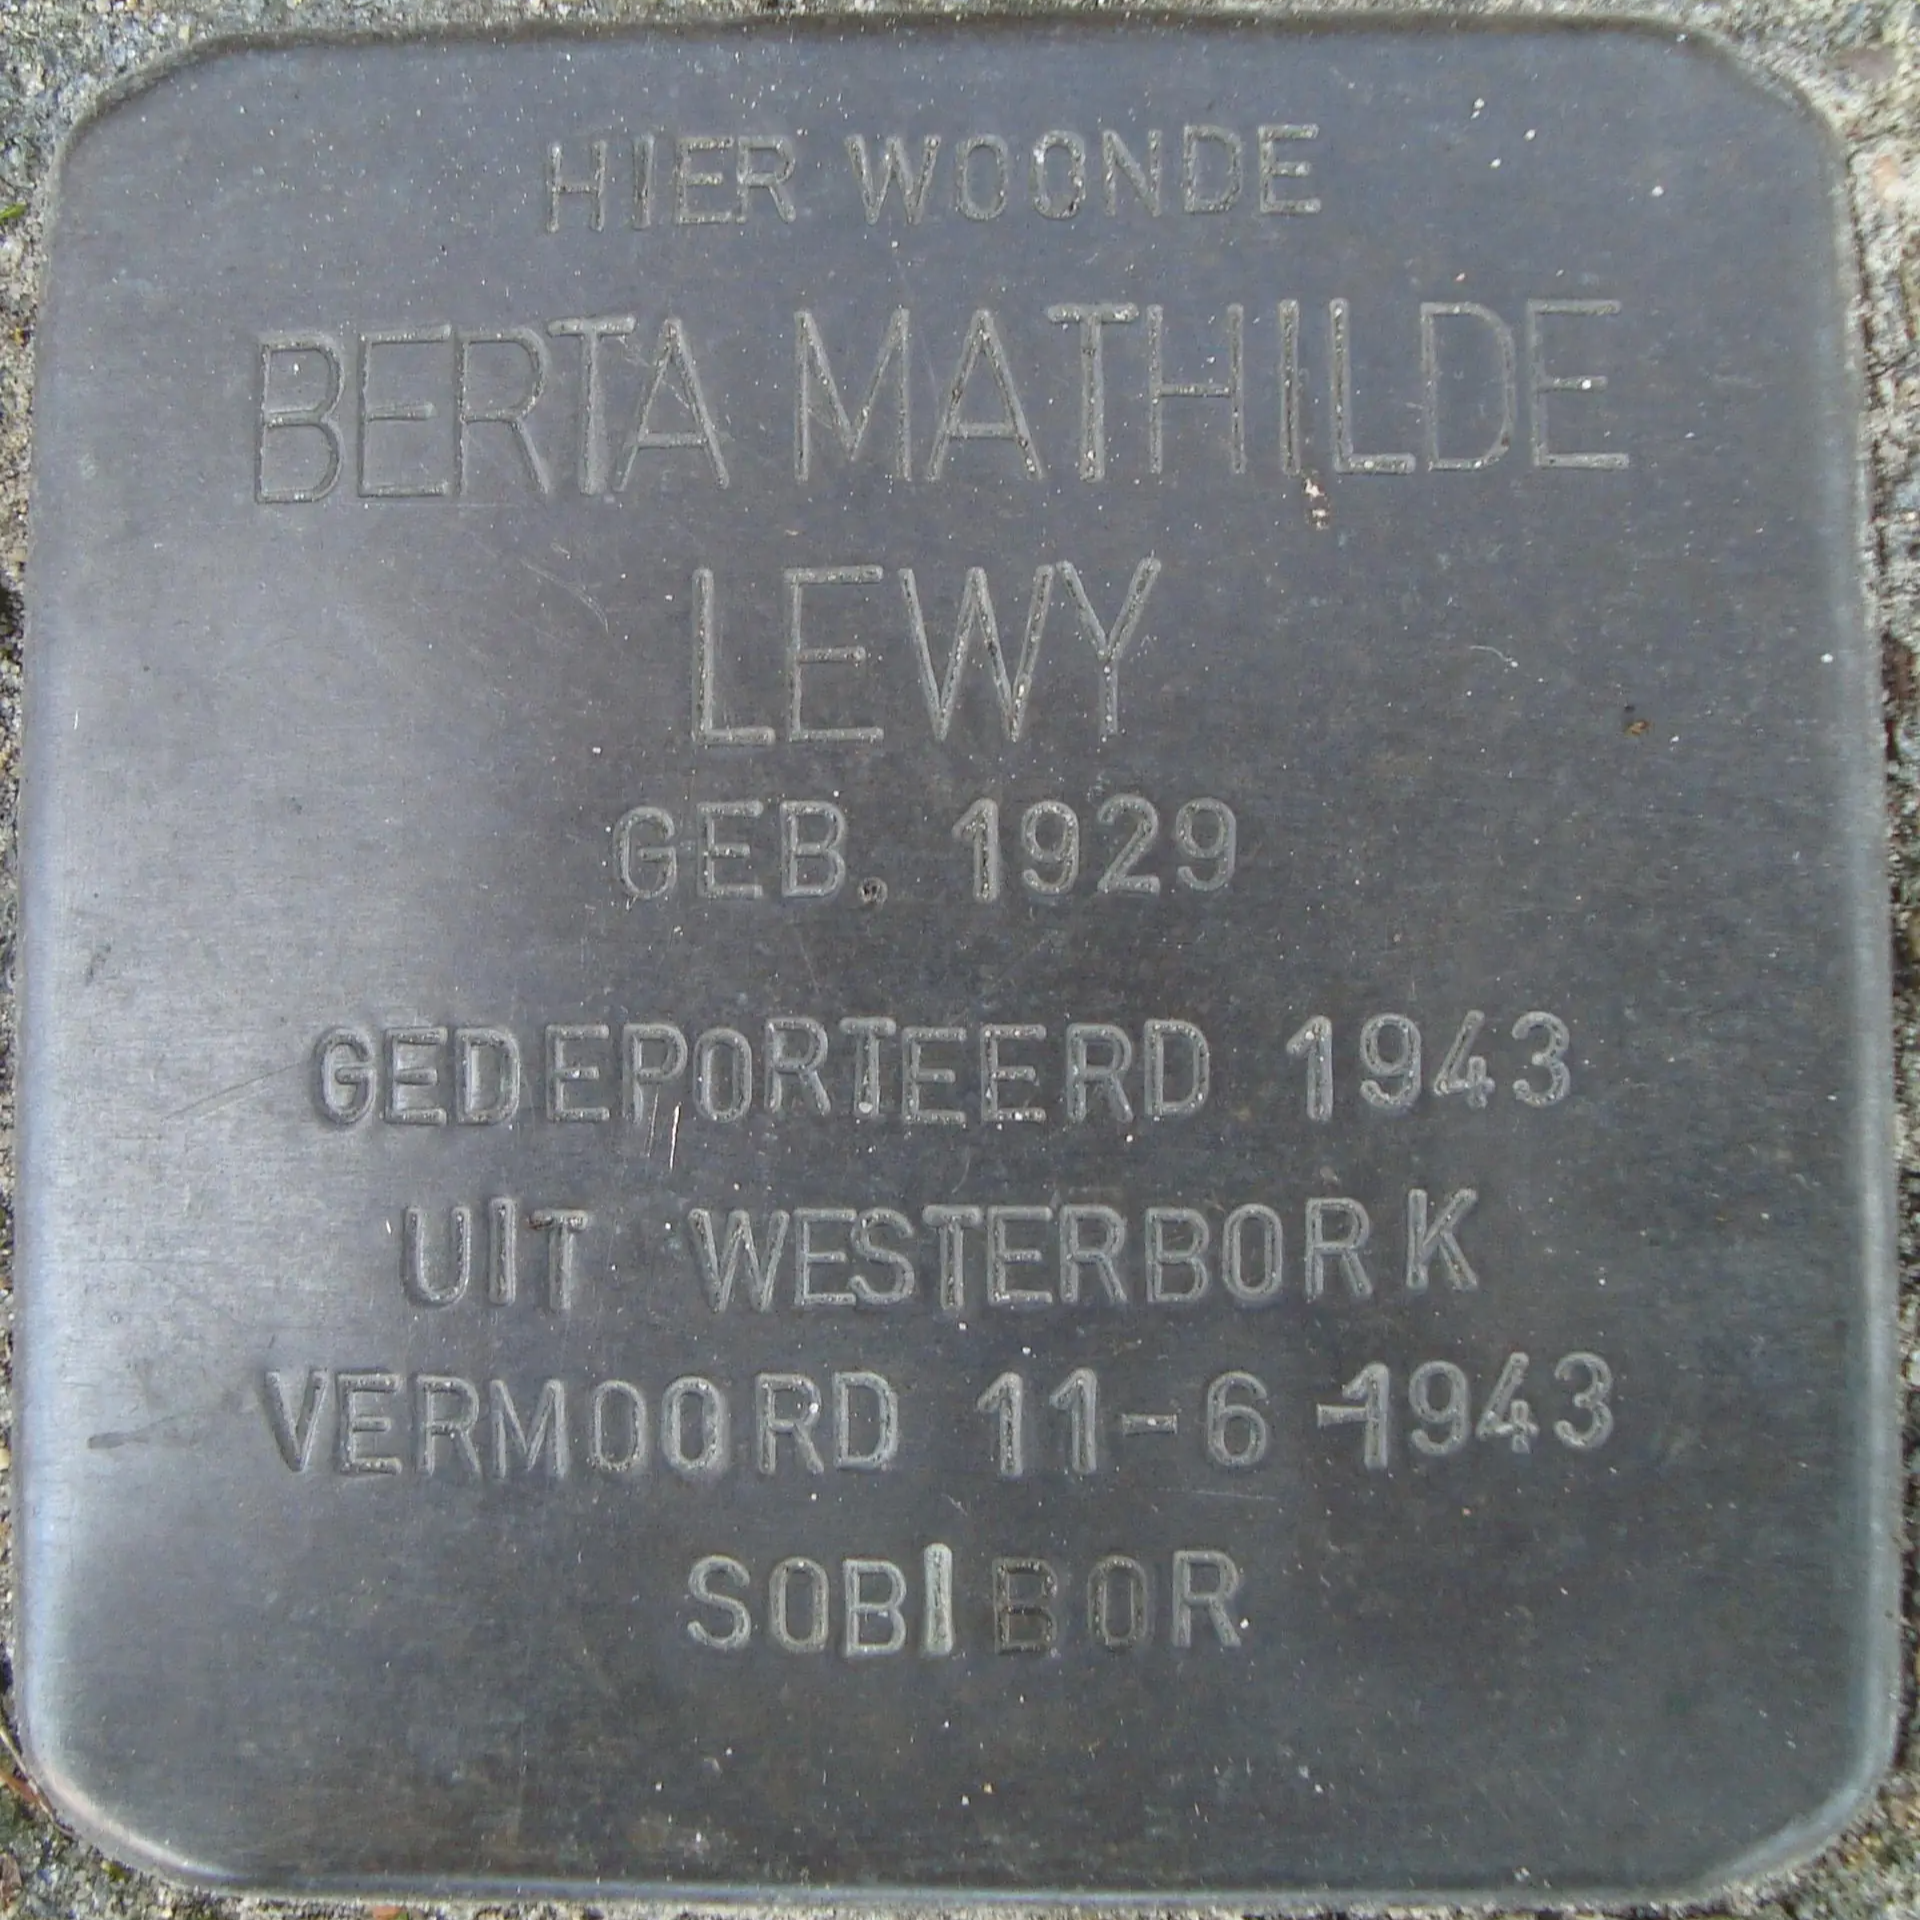 HIER WOONDE
BERTA MATHILDE
LEWY
GEB. 1929
GEDEPORTEERD 1943
UIT WESTERBORK
VERMOORD 11-6-1943
SOBIBOR